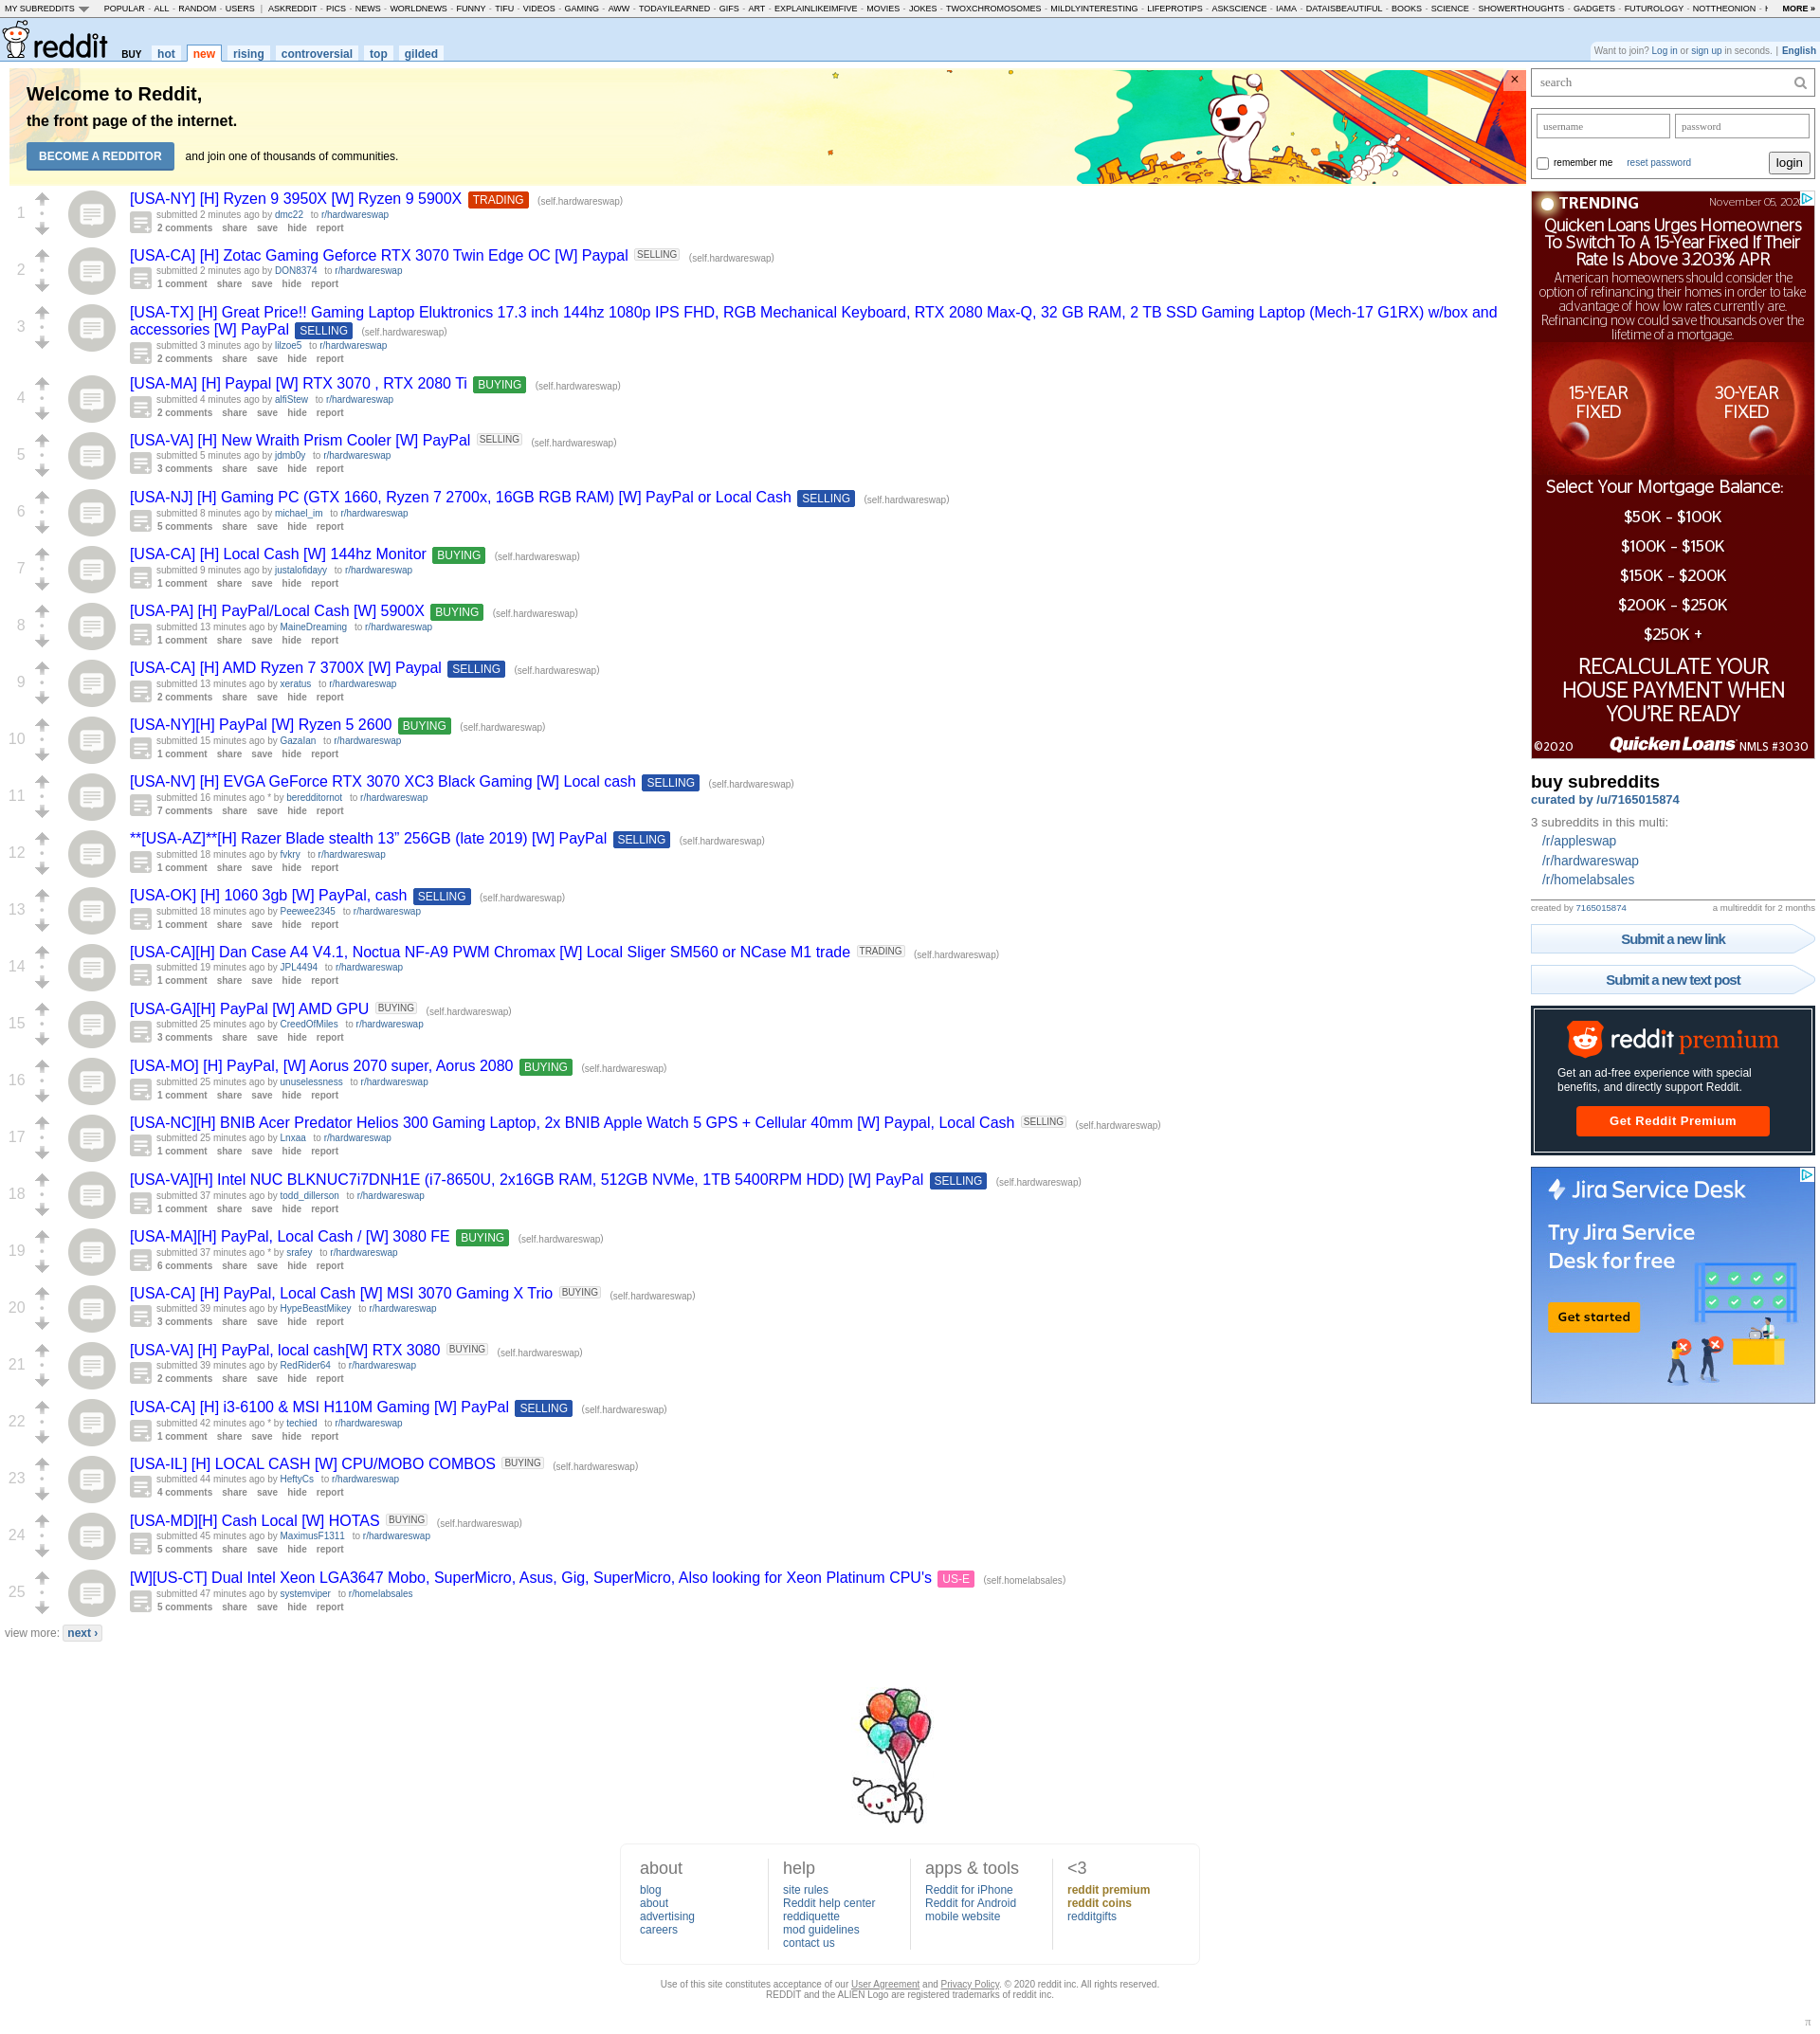 MY SUBREDDITS POPULAR - ALL - RANDOM - USERS | ASKREDDIT - PICS - NEWS - WORLDNEWS - FUNNY - TIFU - VIDEOS - GAMING - AWW - TODAYILEARNED - GIFS - ART - EXPLAINLIKEIMFIVE - MOVIES - JOKES - TWOXCHROMOSOMES - MILDLYINTERESTING - LIFEPROTIPS - ASKSCIENCE - IAMA - DATAISBEAUTIFUL - BOOKS - SCIENCE - SHOWERTHOUGHTS - GADGETS - FUTUROLOGY - NOTTHEONION - MORE »
reddit BUY hot new rising controversial top gilded
Want to join? Log in or sign up in seconds. | English
Welcome to Reddit,
the front page of the internet.
BECOME A REDDITOR and join one of thousands of communities.
×
1
[USA-NY] [H] Ryzen 9 3950X [W] Ryzen 9 5900X TRADING (self.hardwareswap)
submitted 2 minutes ago by dmc22 to r/hardwareswap
2 comments share save hide report
2
[USA-CA] [H] Zotac Gaming Geforce RTX 3070 Twin Edge OC [W] Paypal SELLING (self.hardwareswap)
submitted 2 minutes ago by DON8374 to r/hardwareswap
1 comment share save hide report
3
[USA-TX] [H] Great Price!! Gaming Laptop Eluktronics 17.3 inch 144hz 1080p IPS FHD, RGB Mechanical Keyboard, RTX 2080 Max-Q, 32 GB RAM, 2 TB SSD Gaming Laptop (Mech-17 G1RX) w/box and
accessories [W] PayPal SELLING (self.hardwareswap)
submitted 3 minutes ago by lilzoe5 to r/hardwareswap
2 comments share save hide report
4
[USA-MA] [H] Paypal [W] RTX 3070 , RTX 2080 Ti BUYING (self.hardwareswap)
submitted 4 minutes ago by alfiStew to r/hardwareswap
2 comments share save hide report
5
[USA-VA] [H] New Wraith Prism Cooler [W] PayPal SELLING (self.hardwareswap)
submitted 5 minutes ago by jdmb0y to r/hardwareswap
3 comments share save hide report
6
[USA-NJ] [H] Gaming PC (GTX 1660, Ryzen 7 2700x, 16GB RGB RAM) [W] PayPal or Local Cash SELLING (self.hardwareswap)
submitted 8 minutes ago by michael_im to r/hardwareswap
5 comments share save hide report
7
[USA-CA] [H] Local Cash [W] 144hz Monitor BUYING (self.hardwareswap)
submitted 9 minutes ago by justalofidayy to r/hardwareswap
1 comment share save hide report
8
[USA-PA] [H] PayPal/Local Cash [W] 5900X BUYING (self.hardwareswap)
submitted 13 minutes ago by MaineDreaming to r/hardwareswap
1 comment share save hide report
9
[USA-CA] [H] AMD Ryzen 7 3700X [W] Paypal SELLING (self.hardwareswap)
submitted 13 minutes ago by xeratus to r/hardwareswap
2 comments share save hide report
10
[USA-NY][H] PayPal [W] Ryzen 5 2600 BUYING (self.hardwareswap)
submitted 15 minutes ago by Gazalan to r/hardwareswap
1 comment share save hide report
11
[USA-NV] [H] EVGA GeForce RTX 3070 XC3 Black Gaming [W] Local cash SELLING (self.hardwareswap)
submitted 16 minutes ago * by beredditornot to r/hardwareswap
7 comments share save hide report
12
**[USA-AZ]**[H] Razer Blade stealth 13” 256GB (late 2019) [W] PayPal SELLING (self.hardwareswap)
submitted 18 minutes ago by fvkry to r/hardwareswap
1 comment share save hide report
13
[USA-OK] [H] 1060 3gb [W] PayPal, cash SELLING (self.hardwareswap)
submitted 18 minutes ago by Peewee2345 to r/hardwareswap
1 comment share save hide report
14
[USA-CA][H] Dan Case A4 V4.1, Noctua NF-A9 PWM Chromax [W] Local Sliger SM560 or NCase M1 trade TRADING (self.hardwareswap)
submitted 19 minutes ago by JPL4494 to r/hardwareswap
1 comment share save hide report
15
[USA-GA][H] PayPal [W] AMD GPU BUYING (self.hardwareswap)
submitted 25 minutes ago by CreedOfMiles to r/hardwareswap
3 comments share save hide report
16
[USA-MO] [H] PayPal, [W] Aorus 2070 super, Aorus 2080 BUYING (self.hardwareswap)
submitted 25 minutes ago by unuselessness to r/hardwareswap
1 comment share save hide report
17
[USA-NC][H] BNIB Acer Predator Helios 300 Gaming Laptop, 2x BNIB Apple Watch 5 GPS + Cellular 40mm [W] Paypal, Local Cash SELLING (self.hardwareswap)
submitted 25 minutes ago by Lnxaa to r/hardwareswap
1 comment share save hide report
18
[USA-VA][H] Intel NUC BLKNUC7i7DNH1E (i7-8650U, 2x16GB RAM, 512GB NVMe, 1TB 5400RPM HDD) [W] PayPal SELLING (self.hardwareswap)
submitted 37 minutes ago by todd_dillerson to r/hardwareswap
1 comment share save hide report
19
[USA-MA][H] PayPal, Local Cash / [W] 3080 FE BUYING (self.hardwareswap)
submitted 37 minutes ago * by srafey to r/hardwareswap
6 comments share save hide report
20
[USA-CA] [H] PayPal, Local Cash [W] MSI 3070 Gaming X Trio BUYING (self.hardwareswap)
submitted 39 minutes ago by HypeBeastMikey to r/hardwareswap
3 comments share save hide report
21
[USA-VA] [H] PayPal, local cash[W] RTX 3080 BUYING (self.hardwareswap)
submitted 39 minutes ago by RedRider64 to r/hardwareswap
2 comments share save hide report
22
[USA-CA] [H] i3-6100 & MSI H110M Gaming [W] PayPal SELLING (self.hardwareswap)
submitted 42 minutes ago * by techied to r/hardwareswap
1 comment share save hide report
23
[USA-IL] [H] LOCAL CASH [W] CPU/MOBO COMBOS BUYING (self.hardwareswap)
submitted 44 minutes ago by HeftyCs to r/hardwareswap
4 comments share save hide report
24
[USA-MD][H] Cash Local [W] HOTAS BUYING (self.hardwareswap)
submitted 45 minutes ago by MaximusF1311 to r/hardwareswap
5 comments share save hide report
25
[W][US-CT] Dual Intel Xeon LGA3647 Mobo, SuperMicro, Asus, Gig, SuperMicro, Also looking for Xeon Platinum CPU's US-E (self.homelabsales)
submitted 47 minutes ago by systemviper to r/homelabsales
5 comments share save hide report
view more: next ›
search
username password
remember me reset password login
TRENDING November 05, 2020
Quicken Loans Urges Homeowners
To Switch To A 15-Year Fixed If Their
Rate Is Above 3.203% APR
American homeowners should consider the
option of refinancing their homes in order to take
advantage of how low rates currently are.
Refinancing now could save thousands over the
lifetime of a mortgage.
15-YEAR FIXED
30-YEAR FIXED
Select Your Mortgage Balance:
$50K - $100K
$100K - $150K
$150K - $200K
$200K - $250K
$250K +
RECALCULATE YOUR
HOUSE PAYMENT WHEN
YOU'RE READY
©2020 Quicken Loans NMLS #3030
buy subreddits
curated by /u/7165015874
3 subreddits in this multi:
/r/appleswap
/r/hardwareswap
/r/homelabsales
created by 7165015874 a multireddit for 2 months
Submit a new link
Submit a new text post
reddit premium
Get an ad-free experience with special
benefits, and directly support Reddit.
Get Reddit Premium
Jira Service Desk
Try Jira Service
Desk for free
Get started
about
blog
about
advertising
careers
help
site rules
Reddit help center
reddiquette
mod guidelines
contact us
apps & tools
Reddit for iPhone
Reddit for Android
mobile website
<3
reddit premium
reddit coins
redditgifts
Use of this site constitutes acceptance of our User Agreement and Privacy Policy. © 2020 reddit inc. All rights reserved.
REDDIT and the ALIEN Logo are registered trademarks of reddit inc.
π